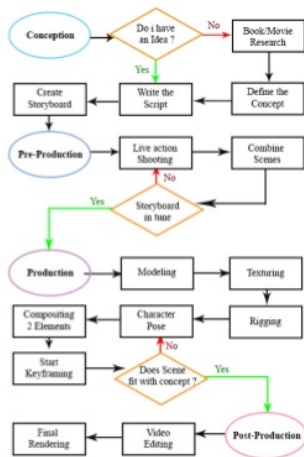 Conception
Do i have
an Idea ?
No
Book/Movie
Research
Yes
Create
Storyboard
Write the
Script
Define the
Concept
Pre-Production
Live action
Shooting
Combine
Scenes
No
Yes
Storyboard
in tune
Production
Modeling
Texturing
Compositing
2 Elements
Character
Pose
Rigging
No
Start
Keyframing
Does Scene
fit with concept ?
Yes
Final
Rendering
Video
Editing
Post-Production